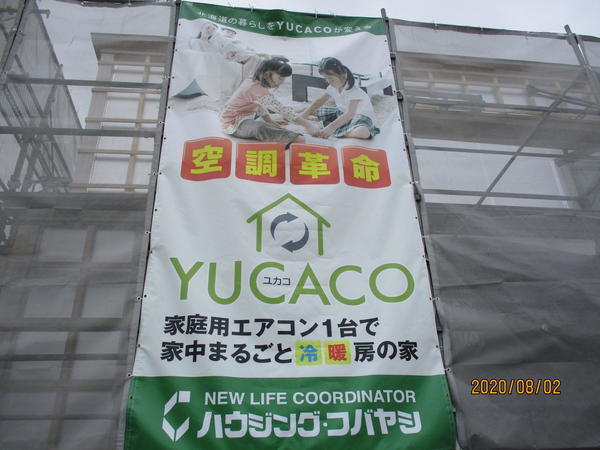 北海道の暮らしをYUCACOが変える
空調革命
YUCACO
ユカコ
家庭用エアコン1台で
家中まるごと冷暖房の家
NEW LIFE COORDINATOR
ハウジング・コバヤシ
2020/08/02